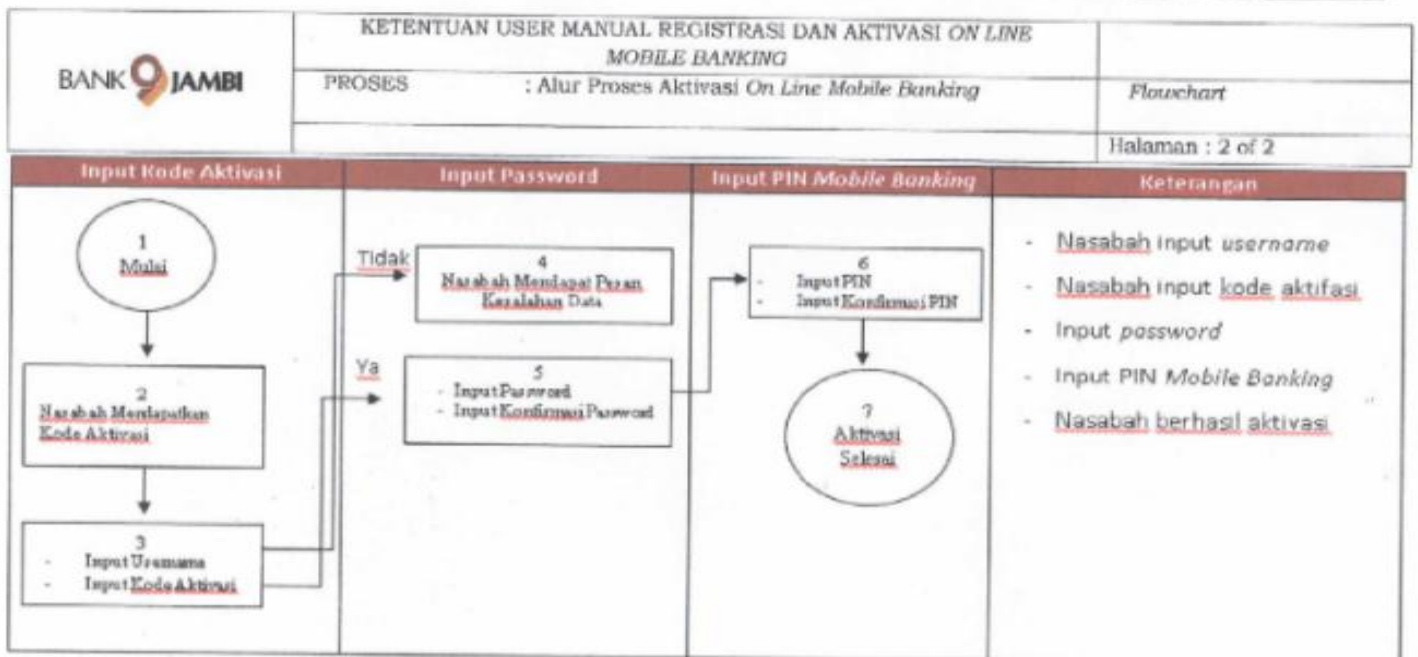 BANK 9 JAMBI
KETENTUAN USER MANUAL REGISTRASI DAN AKTIVASI ON LINE
MOBILE BANKING
PROSES : Alur Proses Aktivasi On Line Mobile Banking
Flowchart
Halaman : 2 of 2
Input Kode Aktivasi
Input Password
Input PIN Mobile Banking
Keterangan
1
Mulai
2
Nasabah Mendapatkan
Kode Aktivasi
3
- Input Usernama
- Input Kode Aktivasi
Tidak
4
Nasabah Mendapat Pesan
Kesalahan Data
Ya
5
- Input Password
- Input Konfirmasi Password
6
- Input PIN
- Input Konfirmasi PIN
7
Aktivasi
Selesai
- Nasabah input username
- Nasabah input kode aktifasi
- Input password
- Input PIN Mobile Banking
- Nasabah berhasil aktivasi